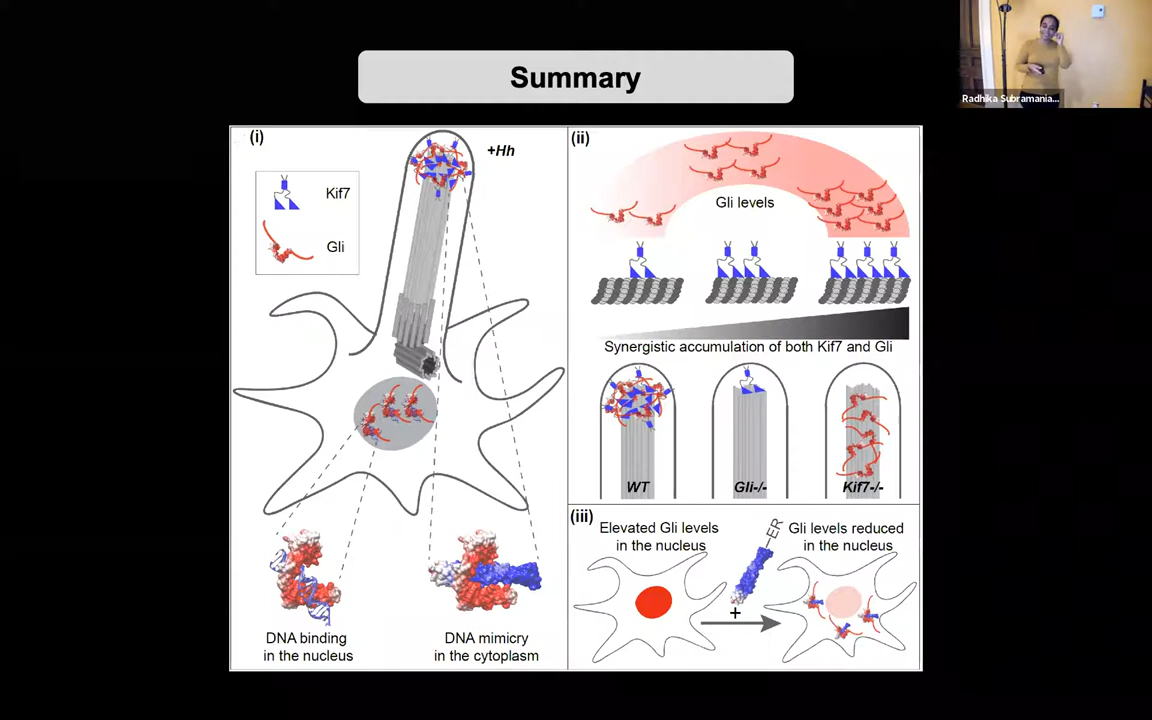 Summary
Radhika Subramania...
(i)
+Hh
Kif7
Gli
DNA binding
in the nucleus
DNA mimicry
in the cytoplasm
(ii)
Gli levels
Synergistic accumulation of both Kif7 and Gli
WT
Gli-/-
Kif7-/-
(iii)
Elevated Gli levels
in the nucleus
ER
+
Gli levels reduced
in the nucleus